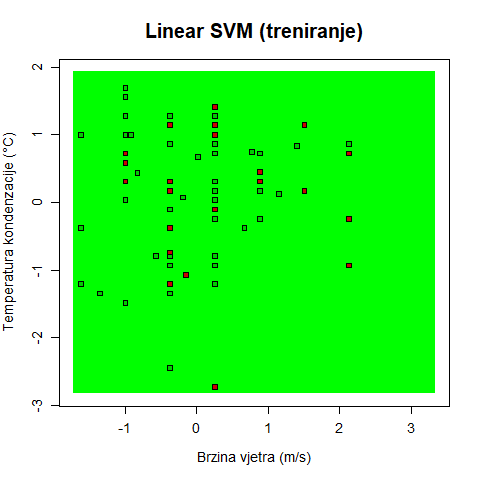 Linear SVM (treniranje)
Temperatura kondenzacije (°C)
2
1
0
-1
-2
-3
-1 0 1 2 3
Brzina vjetra (m/s)